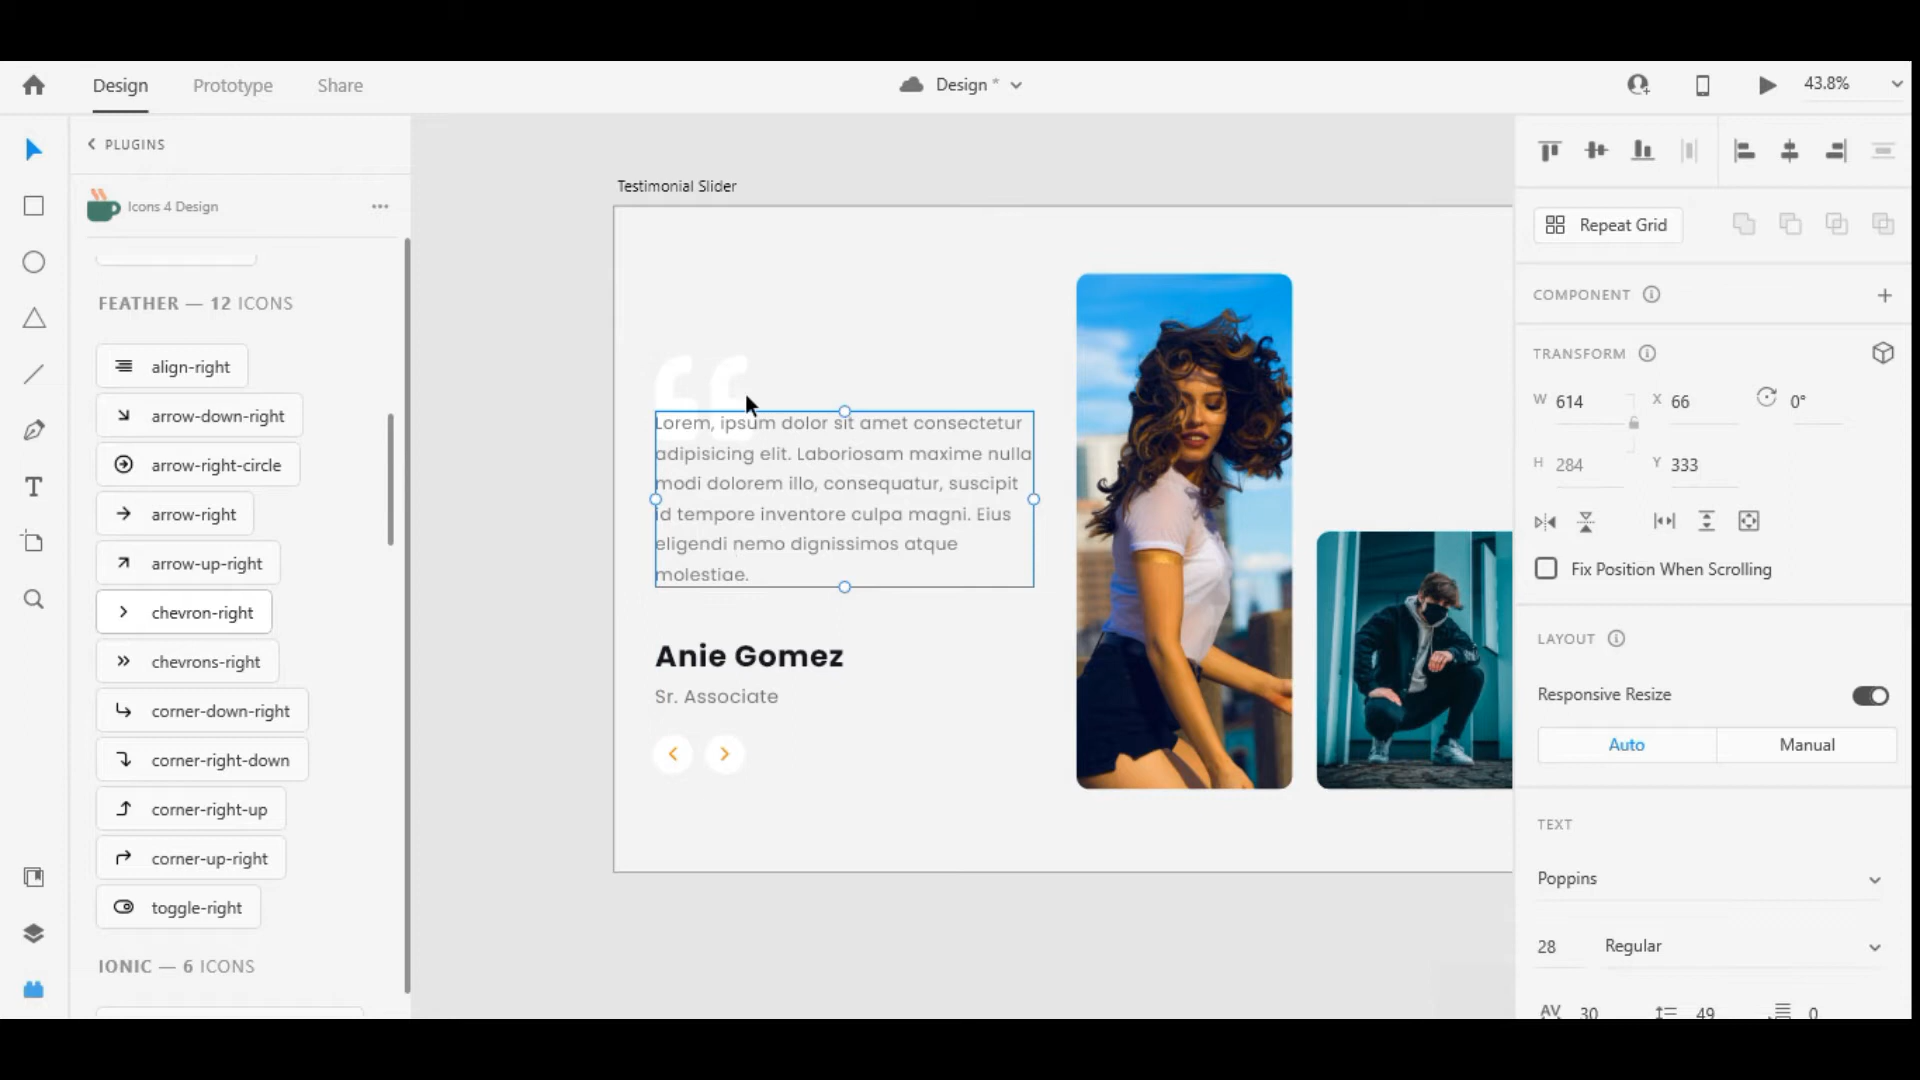 Design
Prototype
Share
Design *
43.8%
PLUGINS
Icons 4 Design
FEATHER — 12 ICONS
align-right
arrow-down-right
arrow-right-circle
arrow-right
arrow-up-right
chevron-right
chevrons-right
corner-down-right
corner-right-down
corner-right-up
corner-up-right
toggle-right
IONIC — 6 ICONS
Testimonial Slider
Lorem, ipsum dolor sit amet consectetur
adipisicing elit. Laboriosam maxime nulla
modi dolorem illo, consequatur, suscipit
id tempore inventore culpa magni. Eius
eligendi nemo dignissimos atque
molestiae.
Anie Gomez
Sr. Associate
Repeat Grid
COMPONENT
TRANSFORM
W 614 X 66 0°
H 284 Y 333
Fix Position When Scrolling
LAYOUT
Responsive Resize
Auto Manual
TEXT
Poppins
28 Regular
AV 30 49 0